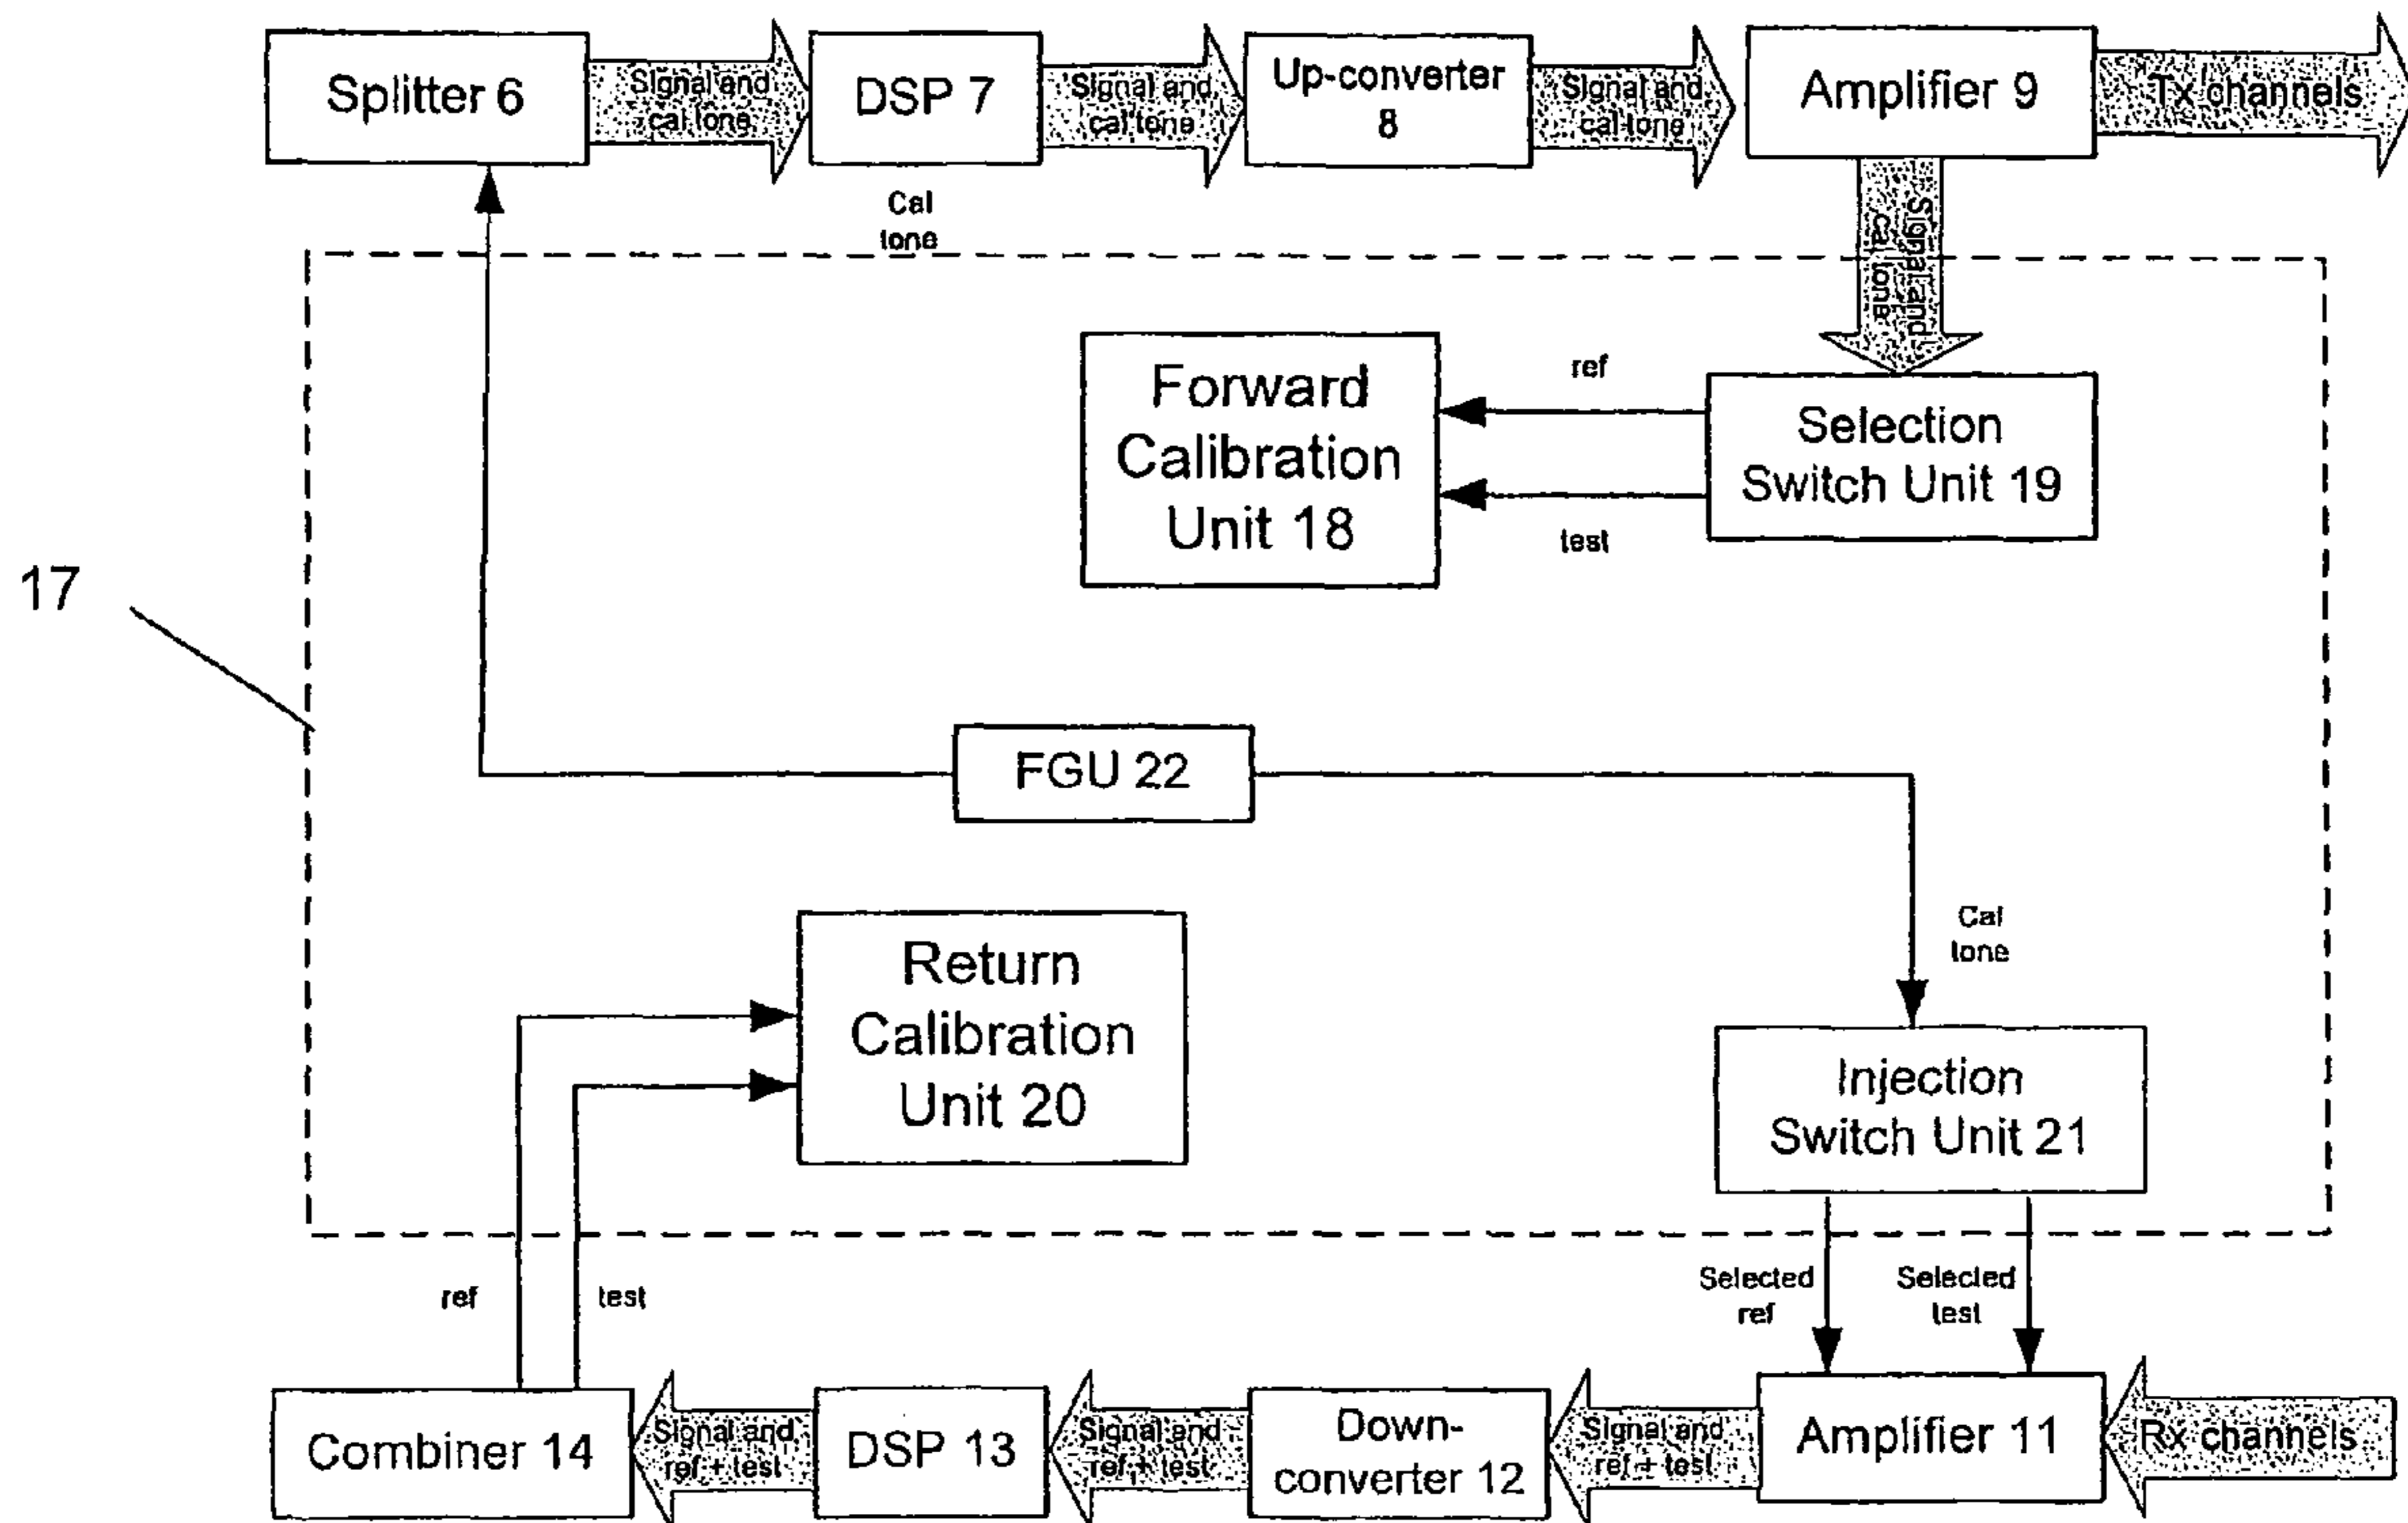 Splitter 6
Signal and
cal tone
DSP 7
Signal and
cal tone
Up-converter
8
Signal and
cal tone
Amplifier 9
Tx channels
Cal
tone
Signal and
cal tone
Forward
Calibration
Unit 18
ref
test
Selection
Switch Unit 19
17
FGU 22
Return
Calibration
Unit 20
Cal
tone
Injection
Switch Unit 21
ref
test
Selected
ref
Selected
test
Combiner 14
Signal and
ref + test
DSP 13
Signal and
ref + test
Down-
converter 12
Signal and
ref + test
Amplifier 11
Rx channels